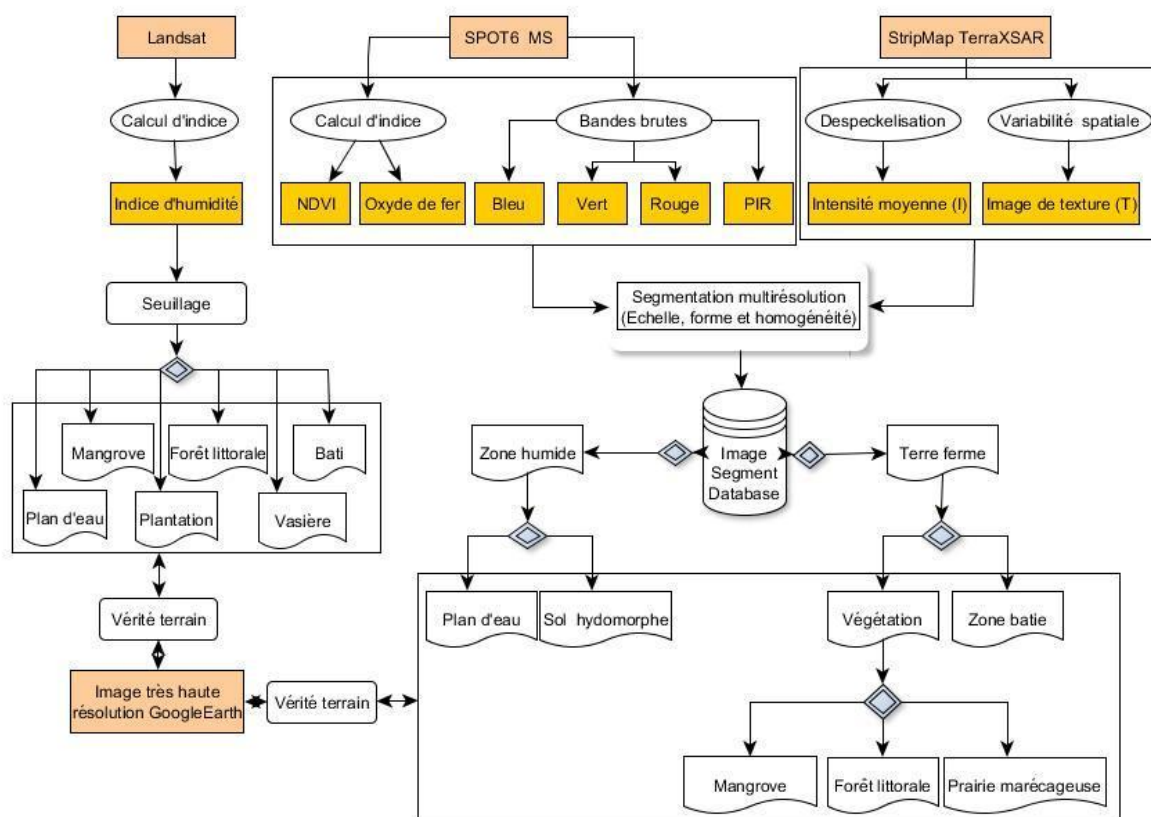 Landsat
SPOT6 MS
StripMap TerraXSAR
Calcul d'indice
Calcul d'indice
Bandes brutes
Despeckelisation
Variabilité spatiale
Indice d'humidité
NDVI
Oxyde de fer
Bleu
Vert
Rouge
PIR
Intensité moyenne (I)
Image de texture (T)
Seuillage
Segmentation multirésolution
(Echelle, forme et homogénéité)
Mangrove
Forêt littorale
Bati
Plan d'eau
Plantation
Vasière
Zone humide
Image
Segment
Database
Terre ferme
Vérité terrain
Plan d'eau
Sol hydomorphe
Végétation
Zone batie
Image très haute
résolution GoogleEarth
Vérité terrain
Mangrove
Forêt littorale
Prairie marécageuse